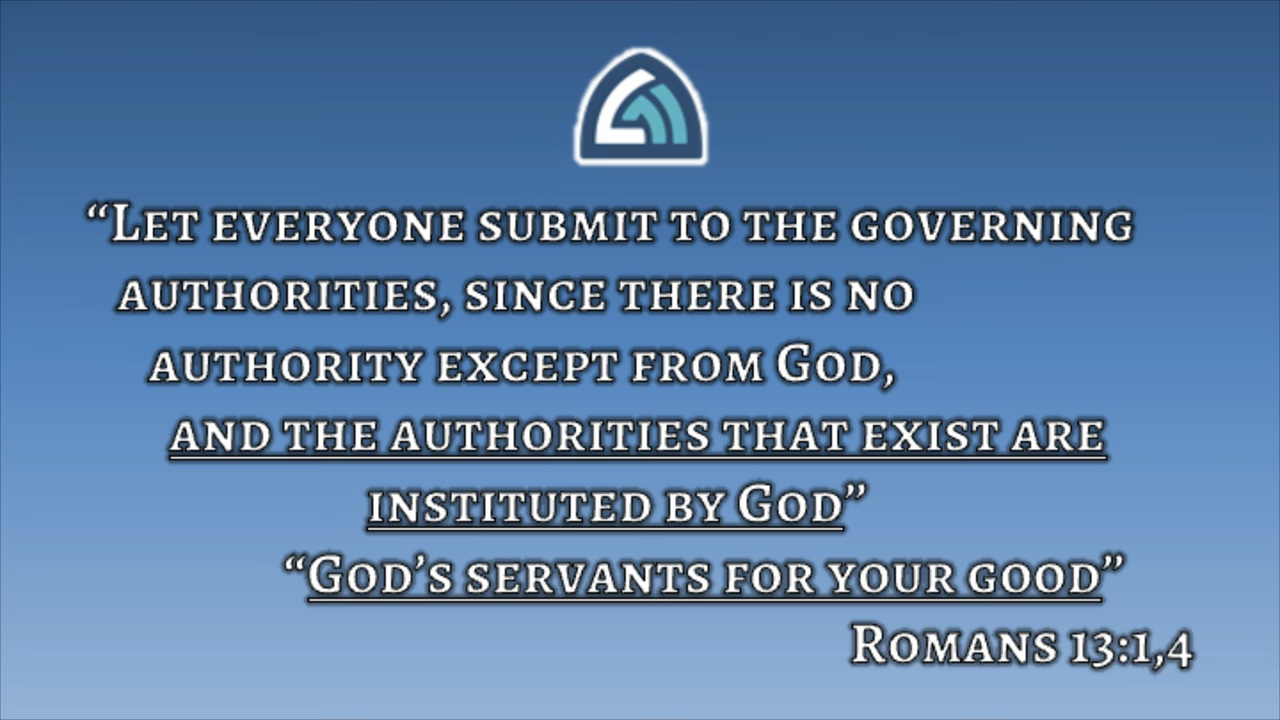 “Let everyone submit to the governing
authorities, since there is no
authority except from God,
and the authorities that exist are
instituted by God”
“God’s servants for your good”
Romans 13:1,4